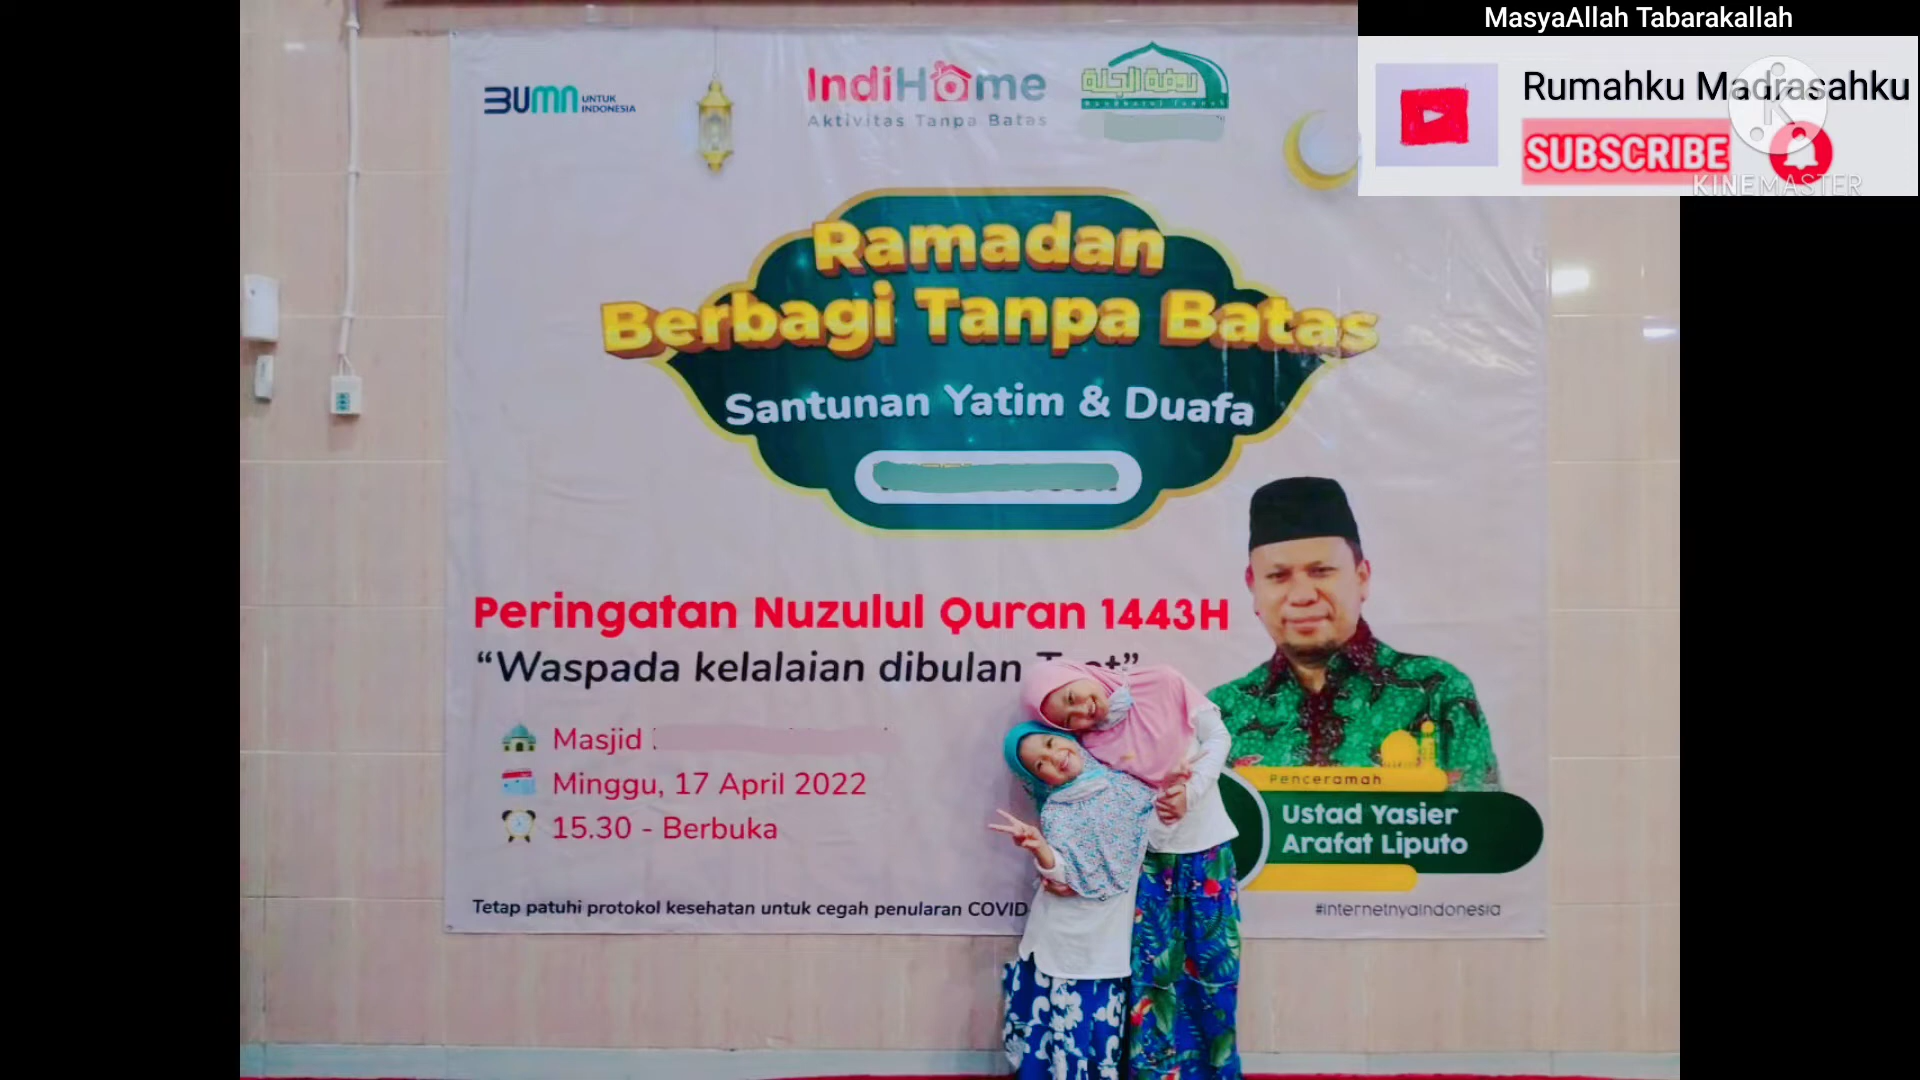 MasyaAllah Tabarakallah
Rumahku Madrasahku
SUBSCRIBE
KINEMASTER
BUMN UNTUK INDONESIA
IndiHome
Aktivitas Tanpa Batas
روضة الجنة
Ramadan
Berbagi Tanpa Batas
Santunan Yatim & Duafa
Peringatan Nuzulul Quran 1443H
“Waspada kelalaian dibulan
Masjid
Minggu, 17 April 2022
15.30 - Berbuka
Penceramah
Ustad Yasier
Arafat Liputo
Tetap patuhi protokol kesehatan untuk cegah penularan COVID
#internetnyaIndonesia